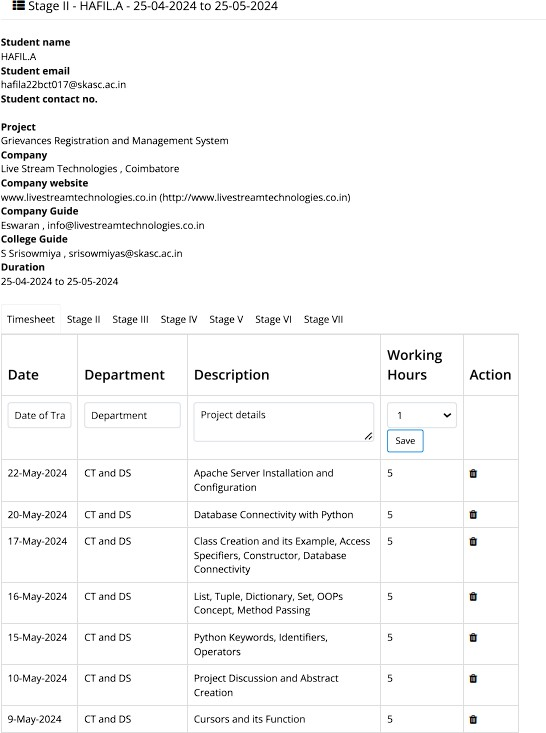 Stage II - HAFIL.A - 25-04-2024 to 25-05-2024
Student name
HAFIL.A
Student email
hafila22bct017@skasc.ac.in
Student contact no.
Project
Grievances Registration and Management System
Company
Live Stream Technologies , Coimbatore
Company website
www.livestreamtechnologies.co.in (http://www.livestreamtechnologies.co.in)
Company Guide
Eswaran , info@livestreamtechnologies.co.in
College Guide
S Srisowmiya , srisowmiyas@skasc.ac.in
Duration
25-04-2024 to 25-05-2024
Timesheet Stage II Stage III Stage IV Stage V Stage VI Stage VII
Date Department Description Working Hours Action
Date of Tra Department Project details 1
Save
22-May-2024 CT and DS Apache Server Installation and 5
Configuration
20-May-2024 CT and DS Database Connectivity with Python 5
17-May-2024 CT and DS Class Creation and its Example, Access 5
Specifiers, Constructor, Database
Connectivity
16-May-2024 CT and DS List, Tuple, Dictionary, Set, OOPs 5
Concept, Method Passing
15-May-2024 CT and DS Python Keywords, Identifiers, 5
Operators
10-May-2024 CT and DS Project Discussion and Abstract 5
Creation
9-May-2024 CT and DS Cursors and its Function 5